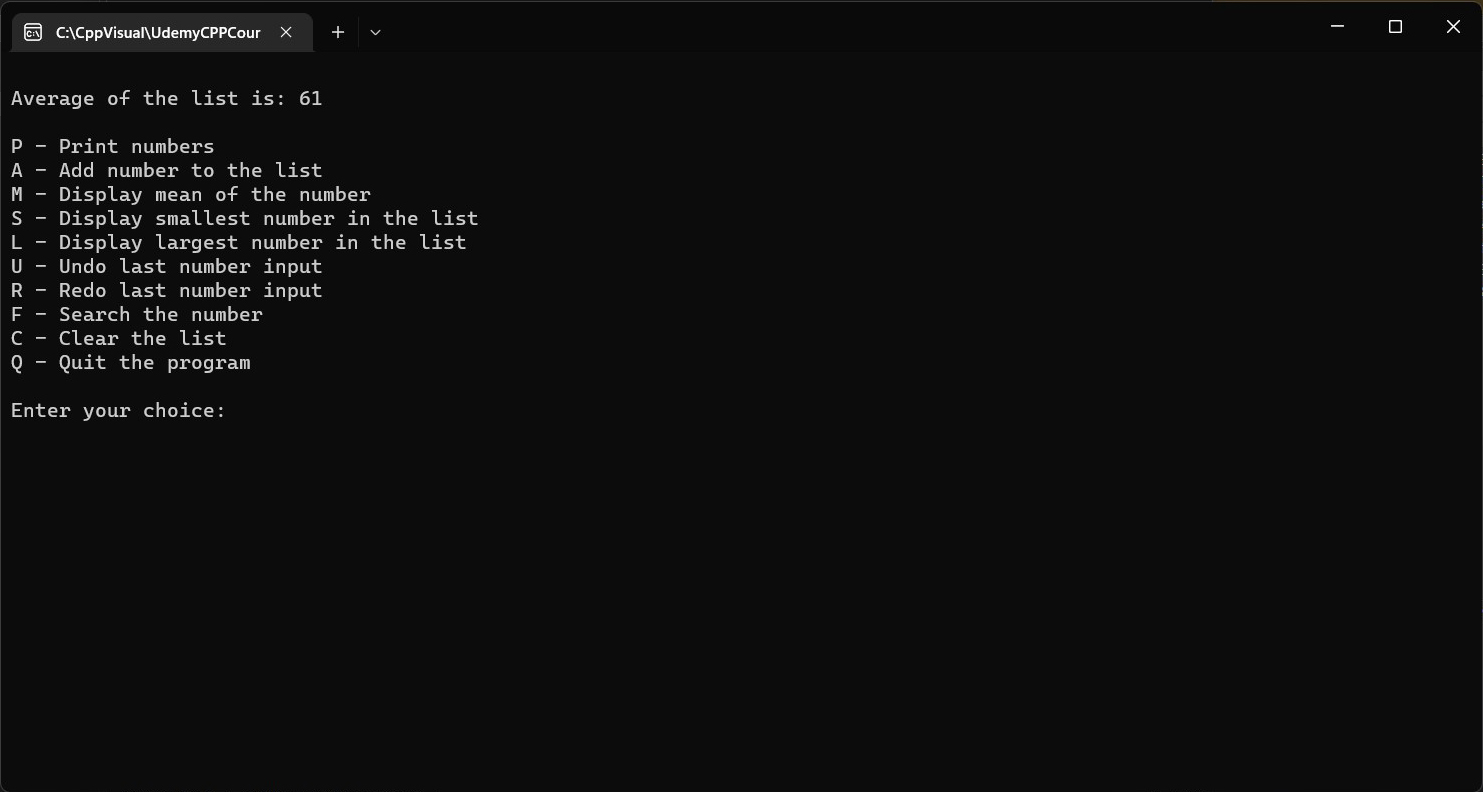 C:\CppVisual\UdemyCPPCour
Average of the list is: 61
P - Print numbers
A - Add number to the list
M - Display mean of the number
S - Display smallest number in the list
L - Display largest number in the list
U - Undo last number input
R - Redo last number input
F - Search the number
C - Clear the list
Q - Quit the program
Enter your choice: